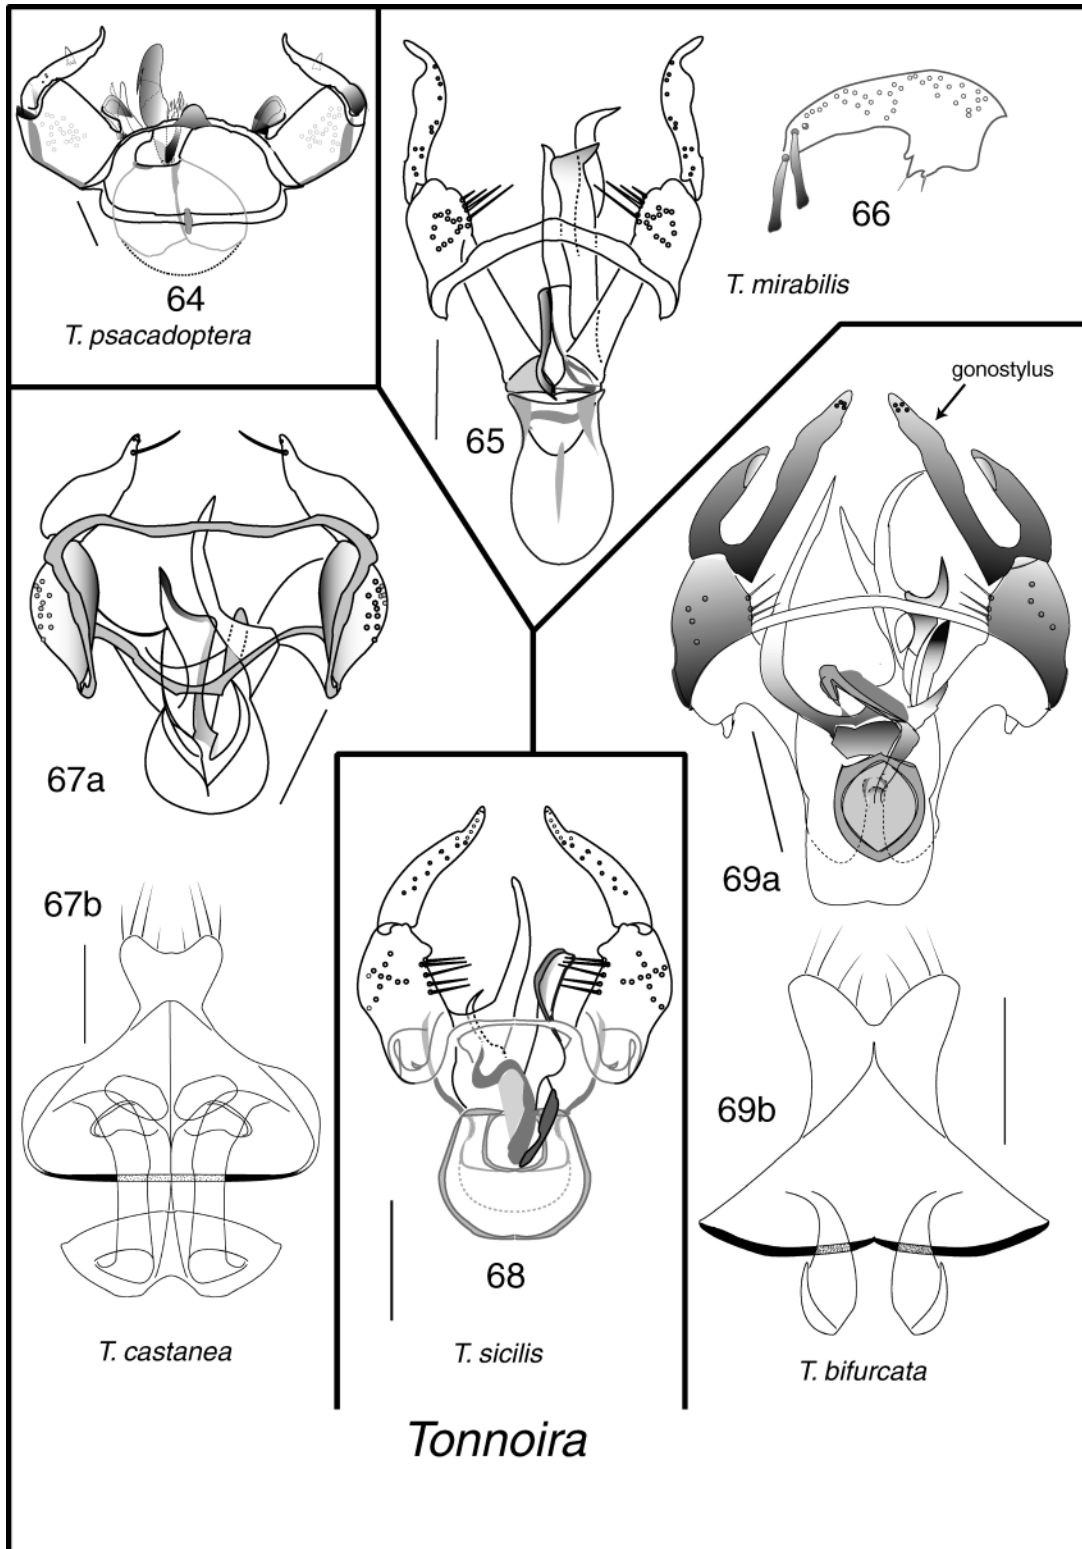 64
T. psacadoptera
65
66
T. mirabilis
gonostylus
67a
67b
T. castanea
68
T. sicilis
69a
69b
T. bifurcata
Tonnoira